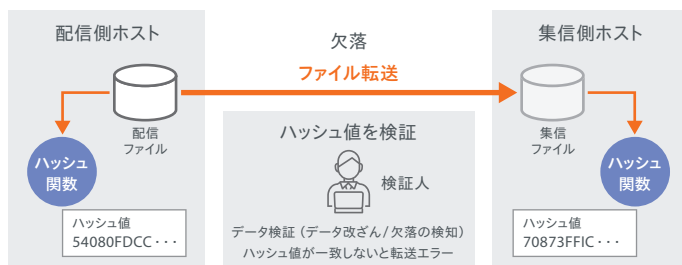 配信側ホスト
欠落
ファイル転送
集信側ホスト
配信
ファイル
集信
ファイル
ハッシュ
関数
ハッシュ値を検証
検証人
ハッシュ
関数
ハッシュ値
54080FDCC・・・
データ検証（データ改ざん/欠落の検知）
ハッシュ値が一致しないと転送エラー
ハッシュ値
70873FFIC・・・